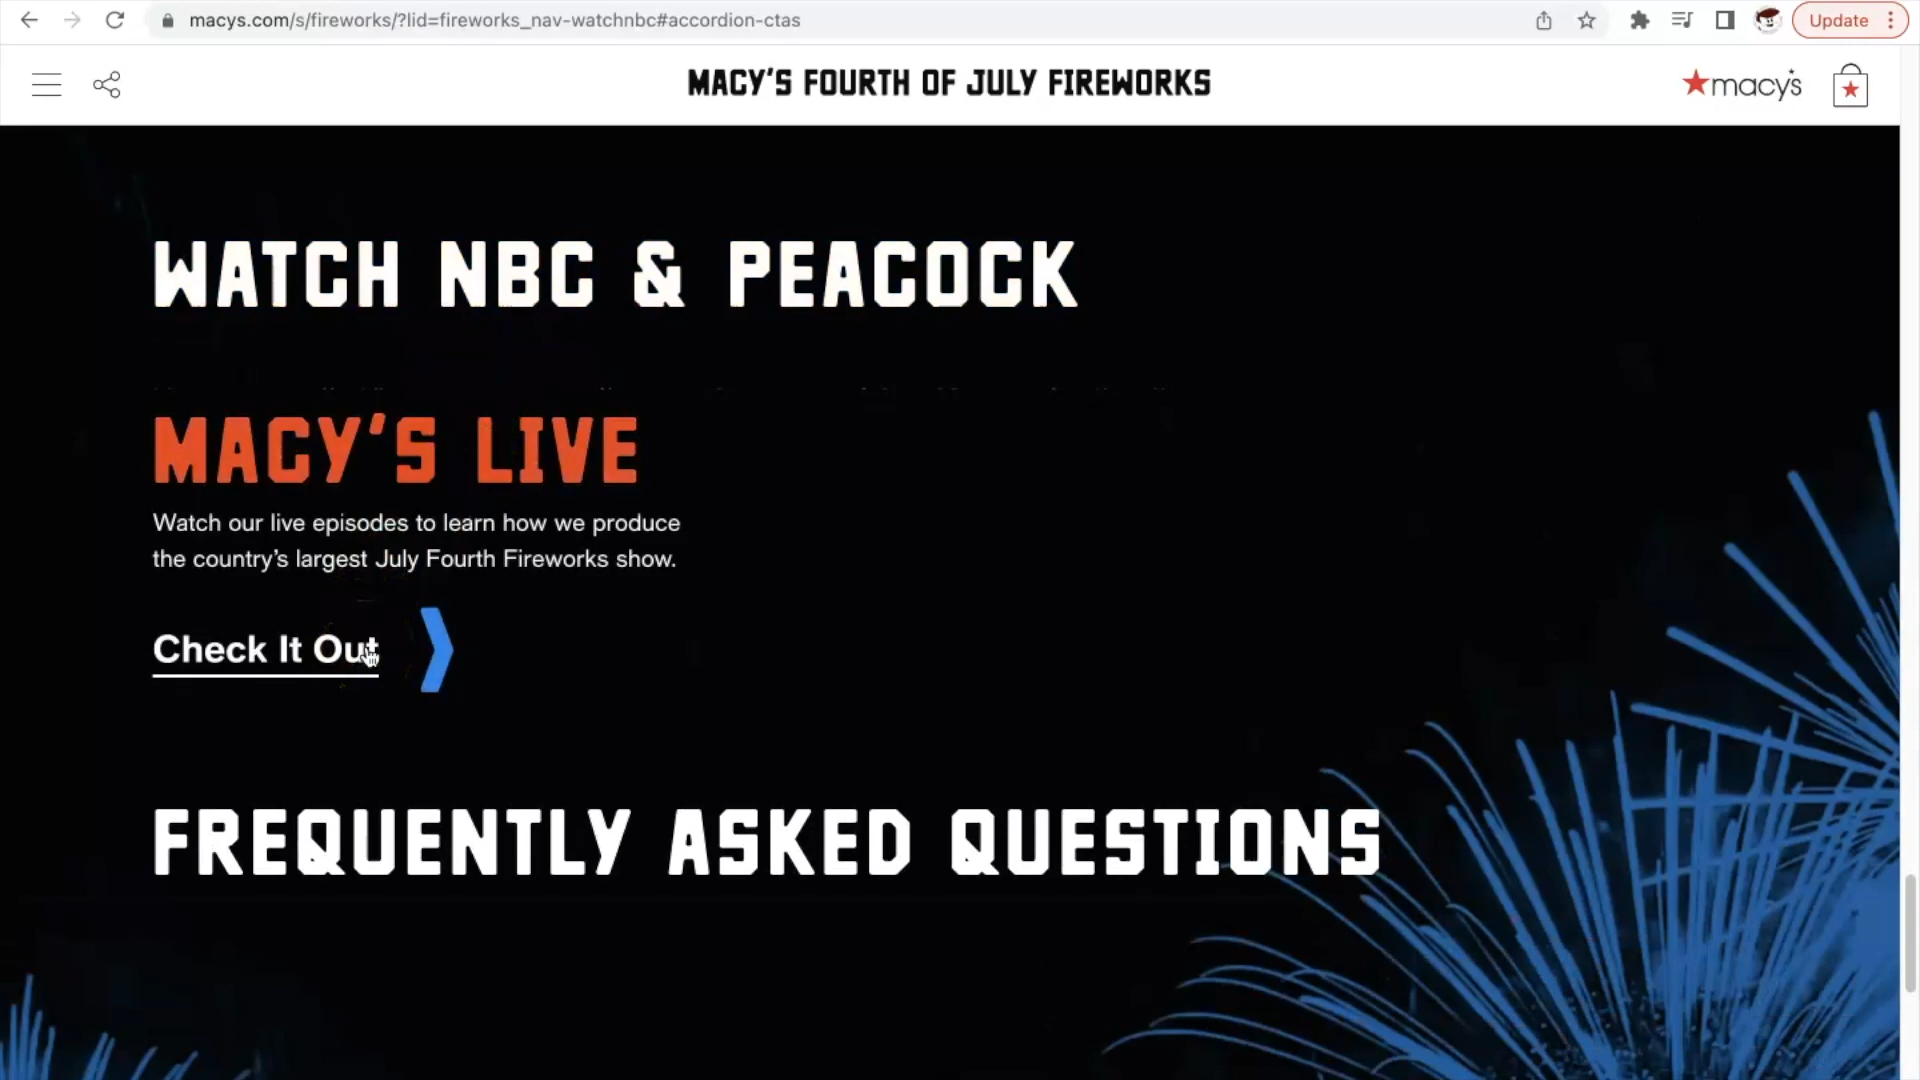 macys.com/s/fireworks/?lid=fireworks_nav-watchnbc#accordion-ctas
Update
MACY'S FOURTH OF JULY FIREWORKS
macy's
WATCH NBC & PEACOCK
MACY'S LIVE
Watch our live episodes to learn how we produce
the country's largest July Fourth Fireworks show.
Check It Out
FREQUENTLY ASKED QUESTIONS